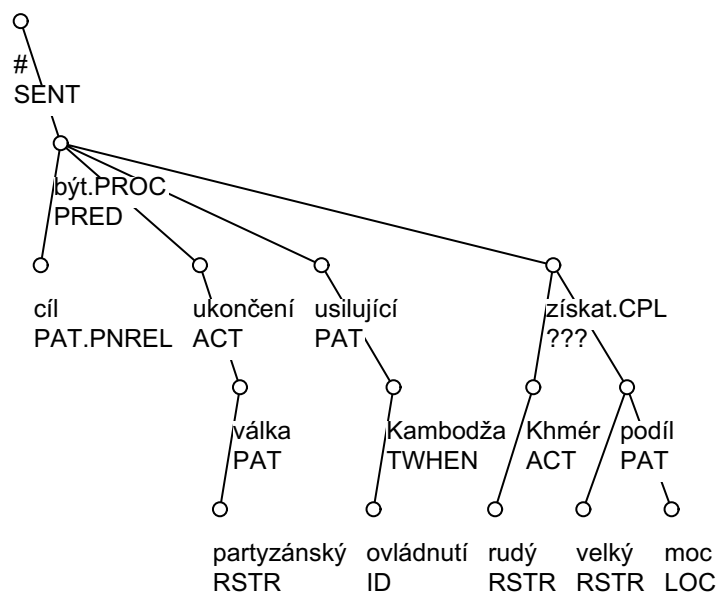 #
SENT
být.PROC
PRED
cíl
PAT.PNREL
ukončení
ACT
usilující
PAT
získat.CPL
???
válka
PAT
Kambodža
TWHEN
Khmér
ACT
podíl
PAT
partyzánský
RSTR
ovládnutí
ID
rudý
RSTR
velký
RSTR
moc
LOC